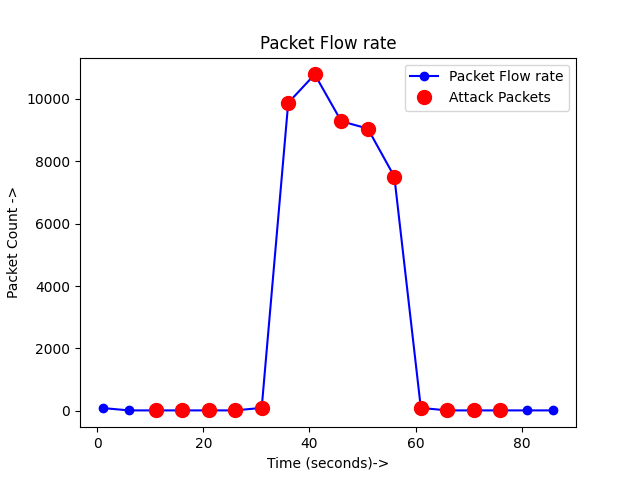 Packet Flow rate
Packet Flow rate
Attack Packets
10000
8000
6000
4000
2000
0
Packet Count ->
0 20 40 60 80
Time (seconds)->